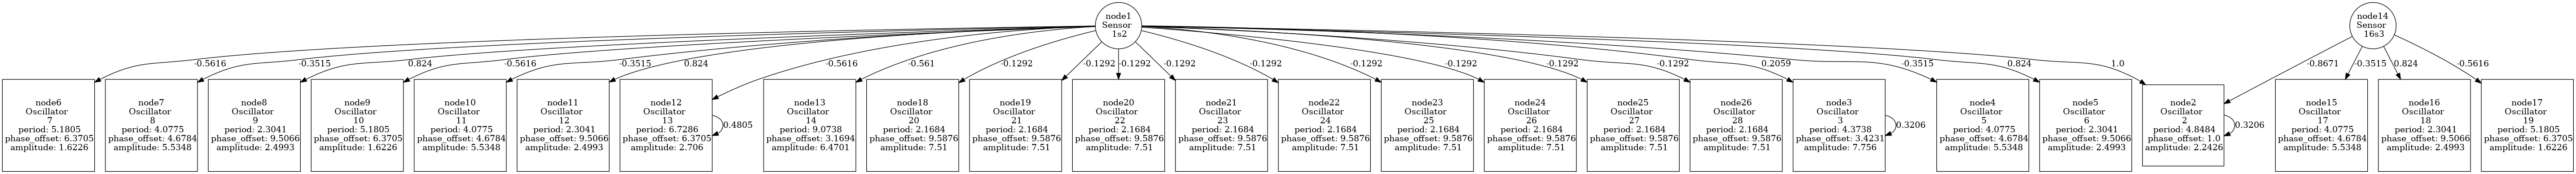 node1
Sensor
1s2
node14
Sensor
16s3
-0.5616
-0.3515
0.824
-0.5616
-0.3515
0.824
-0.5616
-0.561
-0.1292
-0.1292
-0.1292
-0.1292
-0.1292
-0.1292
-0.1292
-0.1292
-0.1292
0.2059
-0.3515
0.824
1.0
-0.8671
-0.3515
0.824
-0.5616
node6
Oscillator
7
period: 5.1805
phase_offset: 6.3705
amplitude: 1.6226
node7
Oscillator
8
period: 4.0775
phase_offset: 4.6784
amplitude: 5.5348
node8
Oscillator
9
period: 2.3041
phase_offset: 9.5066
amplitude: 2.4993
node9
Oscillator
10
period: 5.1805
phase_offset: 6.3705
amplitude: 1.6226
node10
Oscillator
11
period: 4.0775
phase_offset: 4.6784
amplitude: 5.5348
node11
Oscillator
12
period: 2.3041
phase_offset: 9.5066
amplitude: 2.4993
node12
Oscillator
13
period: 6.7286
phase_offset: 6.3705
amplitude: 2.706
0.4805
node13
Oscillator
14
period: 9.0738
phase_offset: 3.1694
amplitude: 6.4701
node18
Oscillator
20
period: 2.1684
phase_offset: 9.5876
amplitude: 7.51
node19
Oscillator
21
period: 2.1684
phase_offset: 9.5876
amplitude: 7.51
node20
Oscillator
22
period: 2.1684
phase_offset: 9.5876
amplitude: 7.51
node21
Oscillator
23
period: 2.1684
phase_offset: 9.5876
amplitude: 7.51
node22
Oscillator
24
period: 2.1684
phase_offset: 9.5876
amplitude: 7.51
node23
Oscillator
25
period: 2.1684
phase_offset: 9.5876
amplitude: 7.51
node24
Oscillator
26
period: 2.1684
phase_offset: 9.5876
amplitude: 7.51
node25
Oscillator
27
period: 2.1684
phase_offset: 9.5876
amplitude: 7.51
node26
Oscillator
28
period: 2.1684
phase_offset: 9.5876
amplitude: 7.51
node3
Oscillator
3
period: 4.3738
phase_offset: 3.4231
amplitude: 7.756
0.3206
node4
Oscillator
5
period: 4.0775
phase_offset: 4.6784
amplitude: 5.5348
node5
Oscillator
6
period: 2.3041
phase_offset: 9.5066
amplitude: 2.4993
node2
Oscillator
2
period: 4.8484
phase_offset: 1.0
amplitude: 2.2426
0.3206
node15
Oscillator
17
period: 4.0775
phase_offset: 4.6784
amplitude: 5.5348
node16
Oscillator
18
period: 2.3041
phase_offset: 9.5066
amplitude: 2.4993
node17
Oscillator
19
period: 5.1805
phase_offset: 6.3705
amplitude: 1.6226